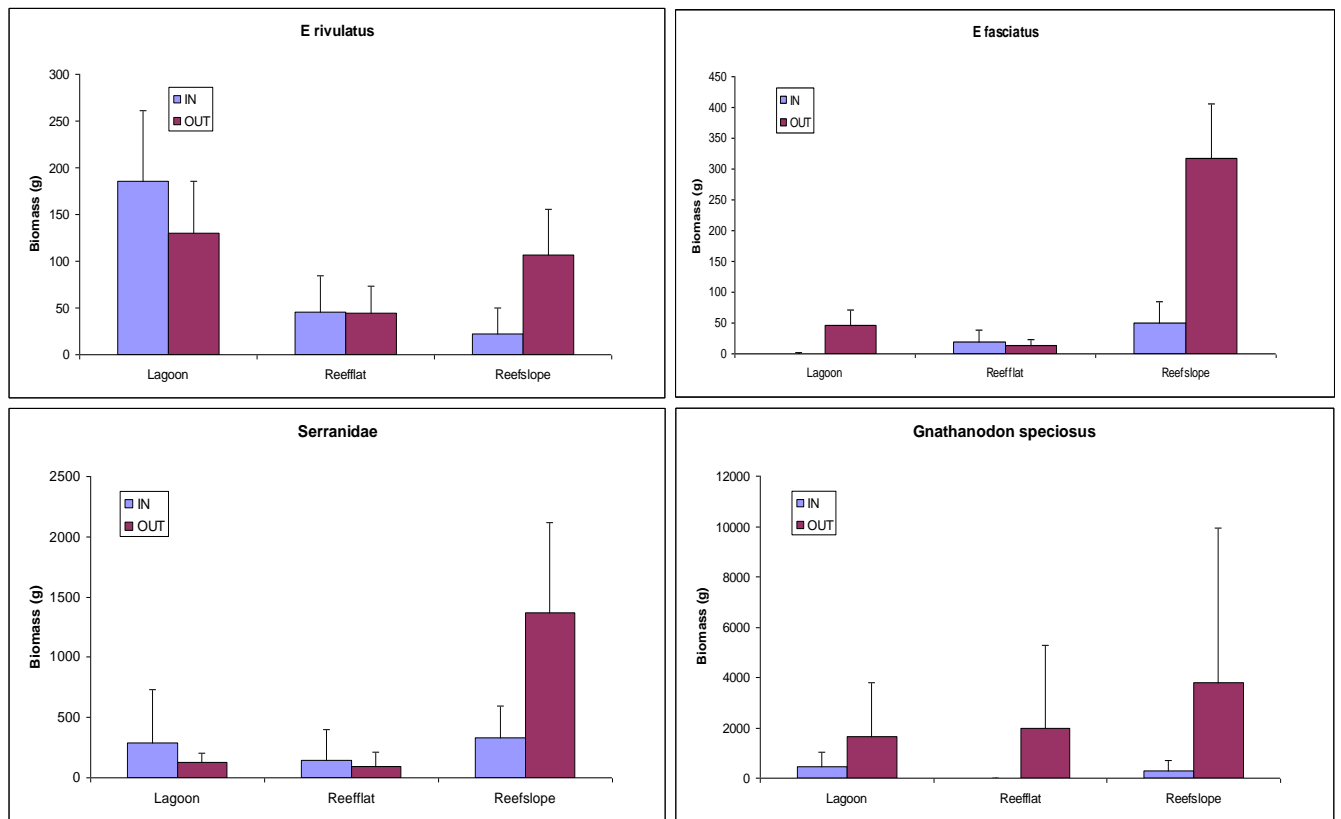 E rivulatus
300
250
200
150
100
50
0
Biomass (g)
IN
OUT
Lagoon Reefflat Reefslope
E fasciatus
450
400
350
300
250
200
150
100
50
0
Biomass (g)
IN
OUT
Lagoon Reefflat Reefslope
Serranidae
2500
2000
1500
1000
500
0
Biomass (g)
IN
OUT
Lagoon Reefflat Reefslope
Gnathanodon speciosus
12000
10000
8000
6000
4000
2000
0
Biomass (g)
IN
OUT
Lagoon Reefflat Reefslope